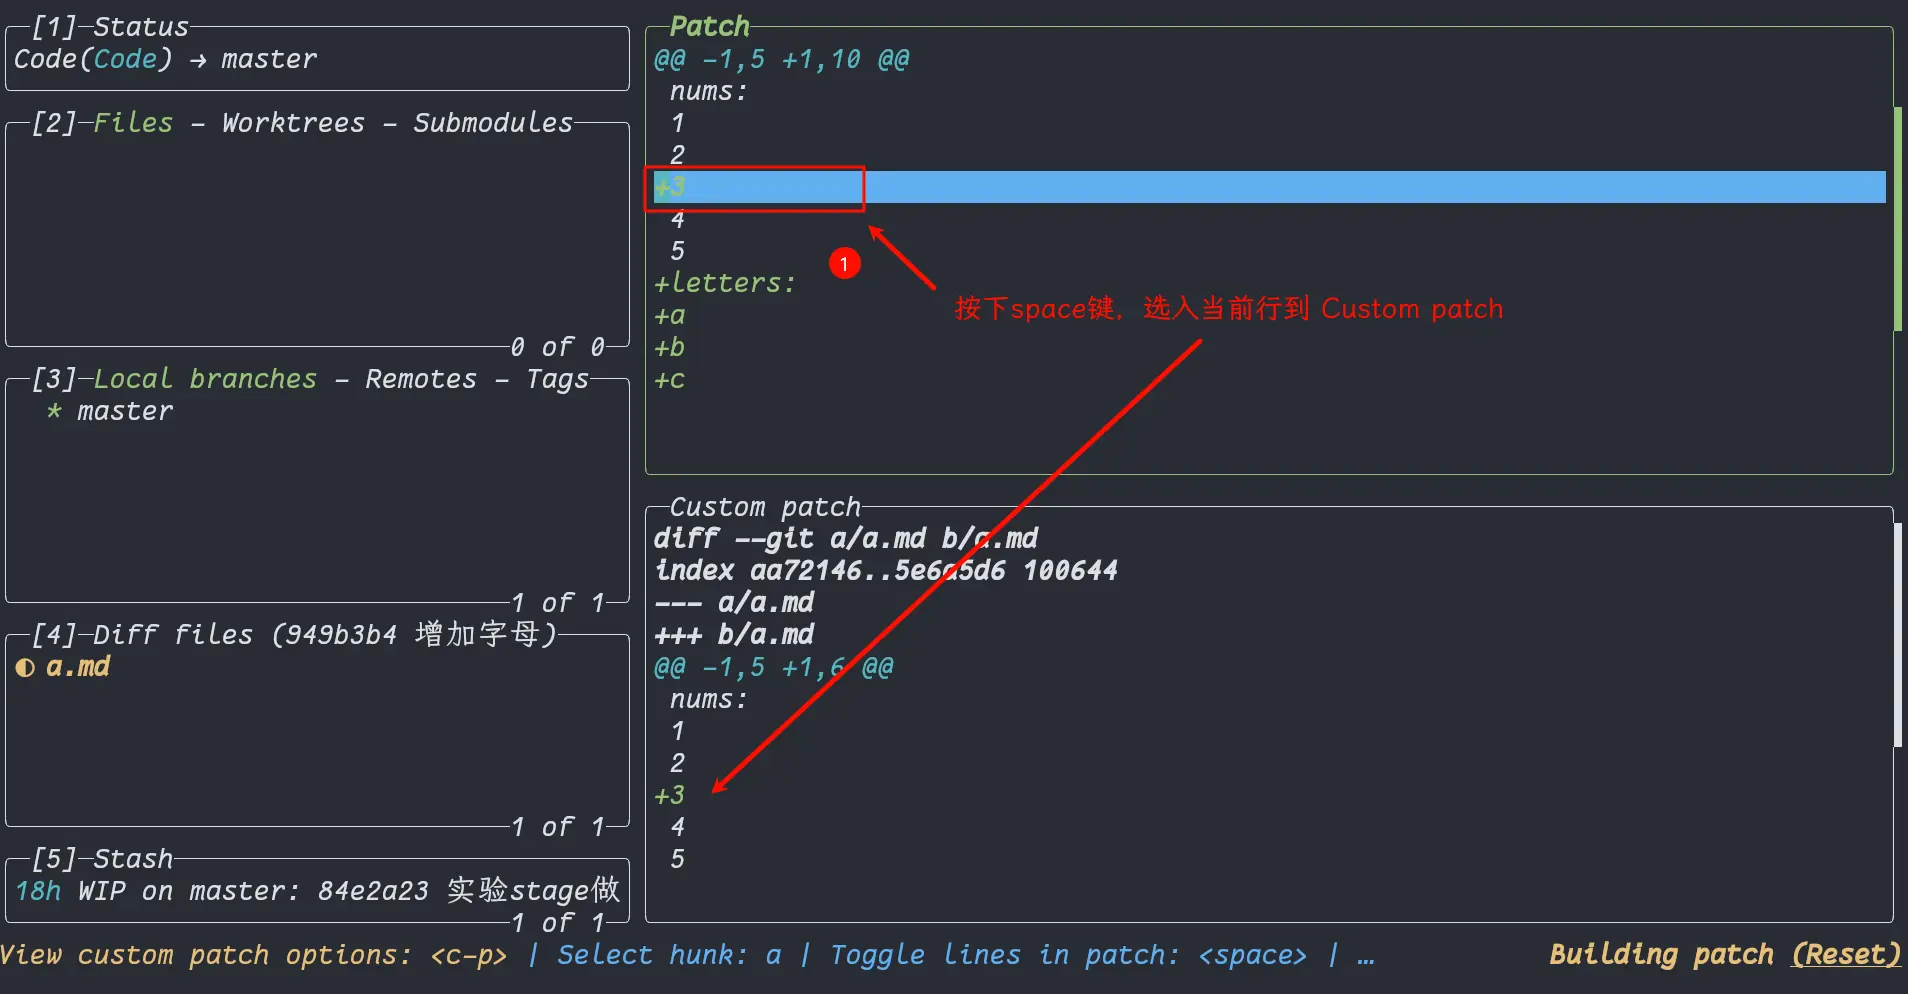 [1] Status
Code(Code) → master
[2] Files - Worktrees - Submodules
0 of 0
[3] Local branches - Remotes - Tags
* master
1 of 1
[4] Diff files (949b3b4 增加字母)
◐ a.md
1 of 1
[5] Stash
18h WIP on master: 84e2a23 实验stage做
1 of 1
Patch
@@ -1,5 +1,10 @@
nums:
1
2
+3
4
5
+letters:
+a
+b
+c
1
按下space键，选入当前行到 Custom patch
Custom patch
diff --git a/a.md b/a.md
index aa72146..5e6a5d6 100644
--- a/a.md
+++ b/a.md
@@ -1,5 +1,6 @@
nums:
1
2
+3
4
5
View custom patch options: <c-p> | Select hunk: a | Toggle lines in patch: <space> | … Building patch (Reset)